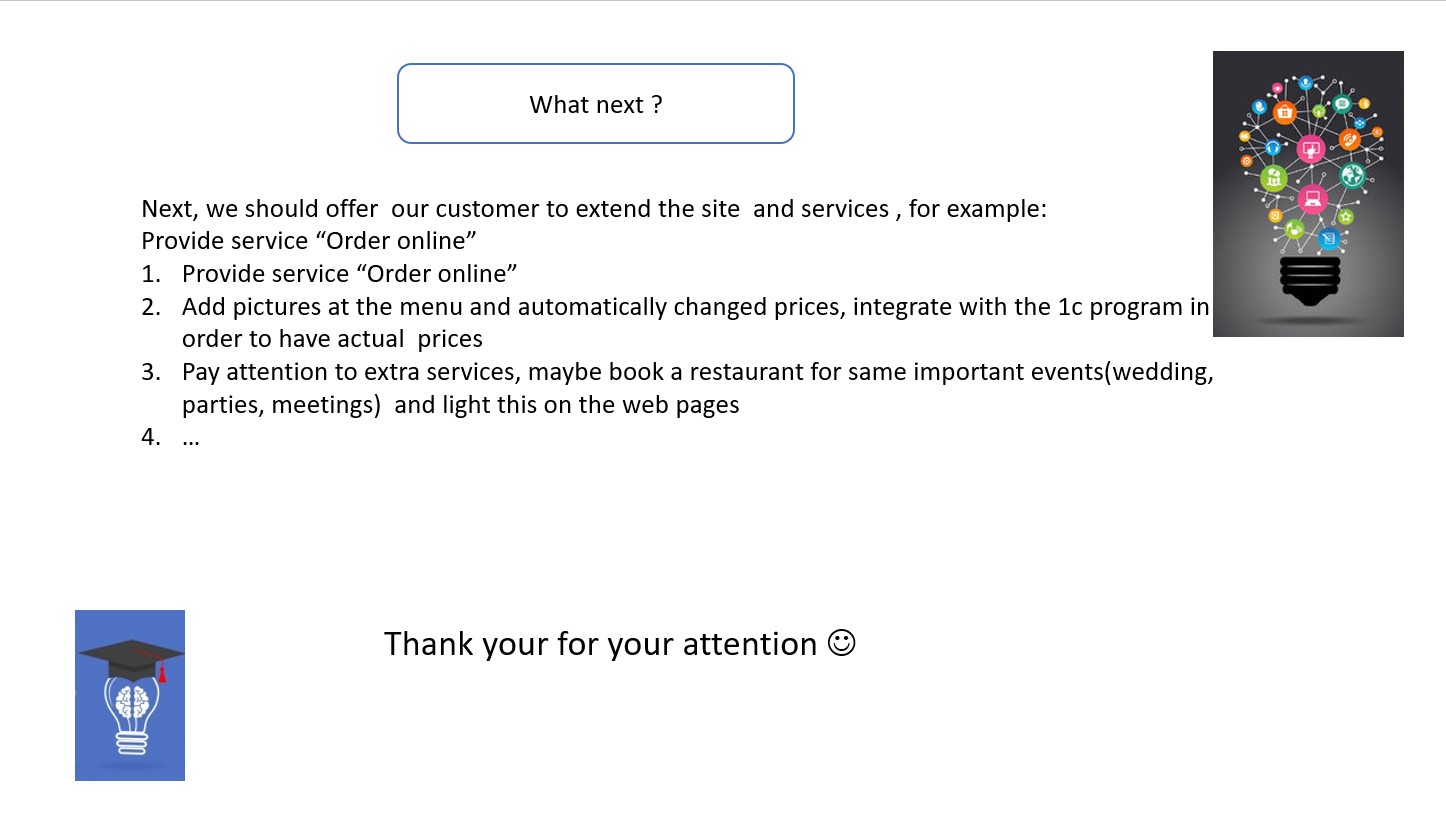 What next ?
Next, we should offer  our customer to extend the site  and services , for example:
Provide service “Order online”
1. Provide service “Order online”
2. Add pictures at the menu and automatically changed prices, integrate with the 1c program in
order to have actual  prices
3. Pay attention to extra services, maybe book a restaurant for same important events(wedding,
parties, meetings)  and light this on the web pages
4. …
Thank your for your attention ☺